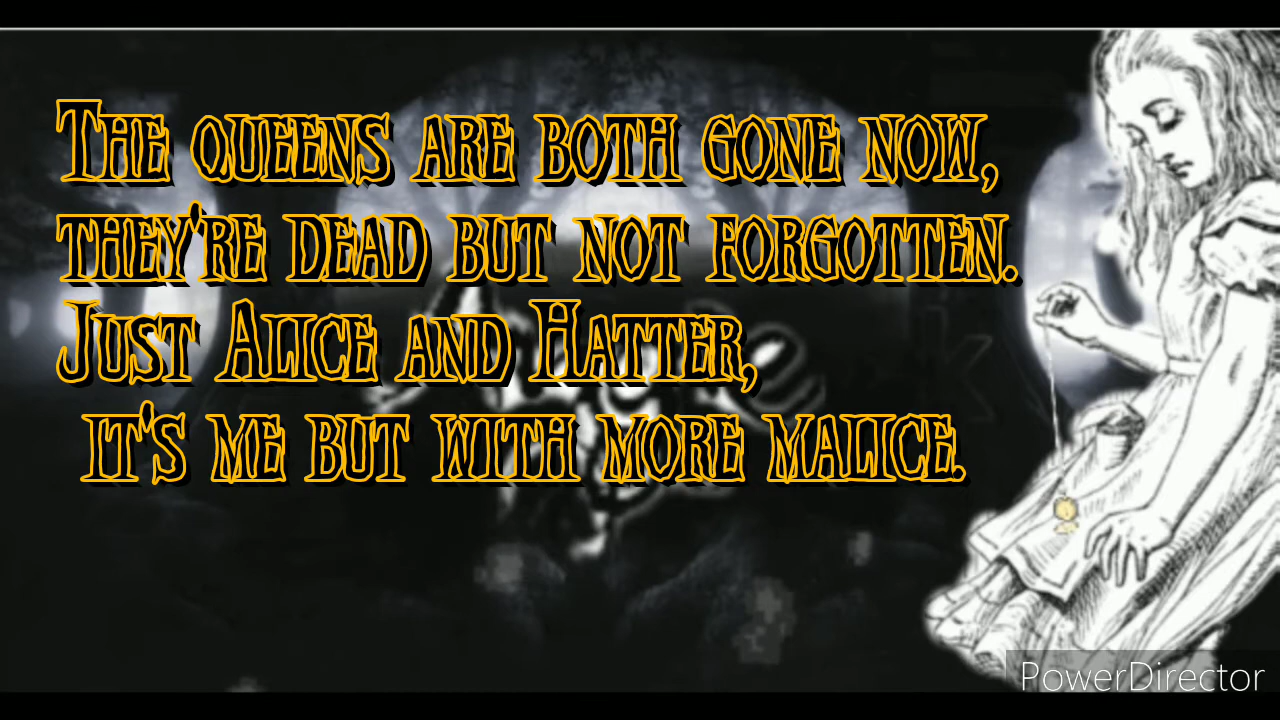 The queens are both gone now,
they're dead but not forgotten.
Just Alice and Hatter,
it's me but with more malice.
PowerDirector